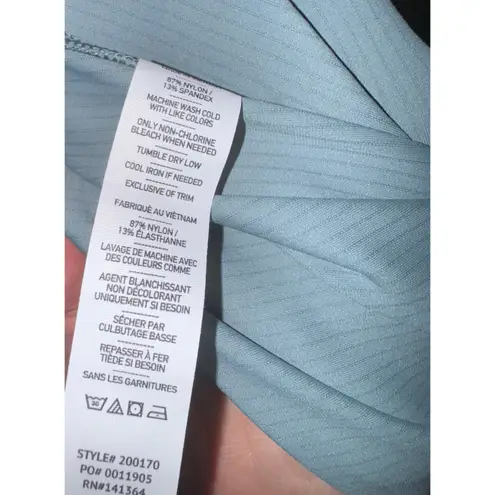 87% NYLON /
13% SPANDEX
MACHINE WASH COLD
WITH LIKE COLORS
ONLY NON-CHLORINE
BLEACH WHEN NEEDED
TUMBLE DRY LOW
COOL IRON IF NEEDED
EXCLUSIVE OF TRIM
FABRIQUÉ AU VIETNAM
87% NYLON /
13% ÉLASTHANNE
LAVAGE DE MACHINE AVEC
DES COULEURS COMME
AGENT BLANCHISSANT
NON DÉCOLORANT
UNIQUEMENT SI BESOIN
SÉCHER PAR
CULBUTAGE BASSE
REPASSER À FER
TIÈDE SI BESOIN
SANS LES GARNITURES
30
STYLE# 200170
PO# 0011905
RN#141364